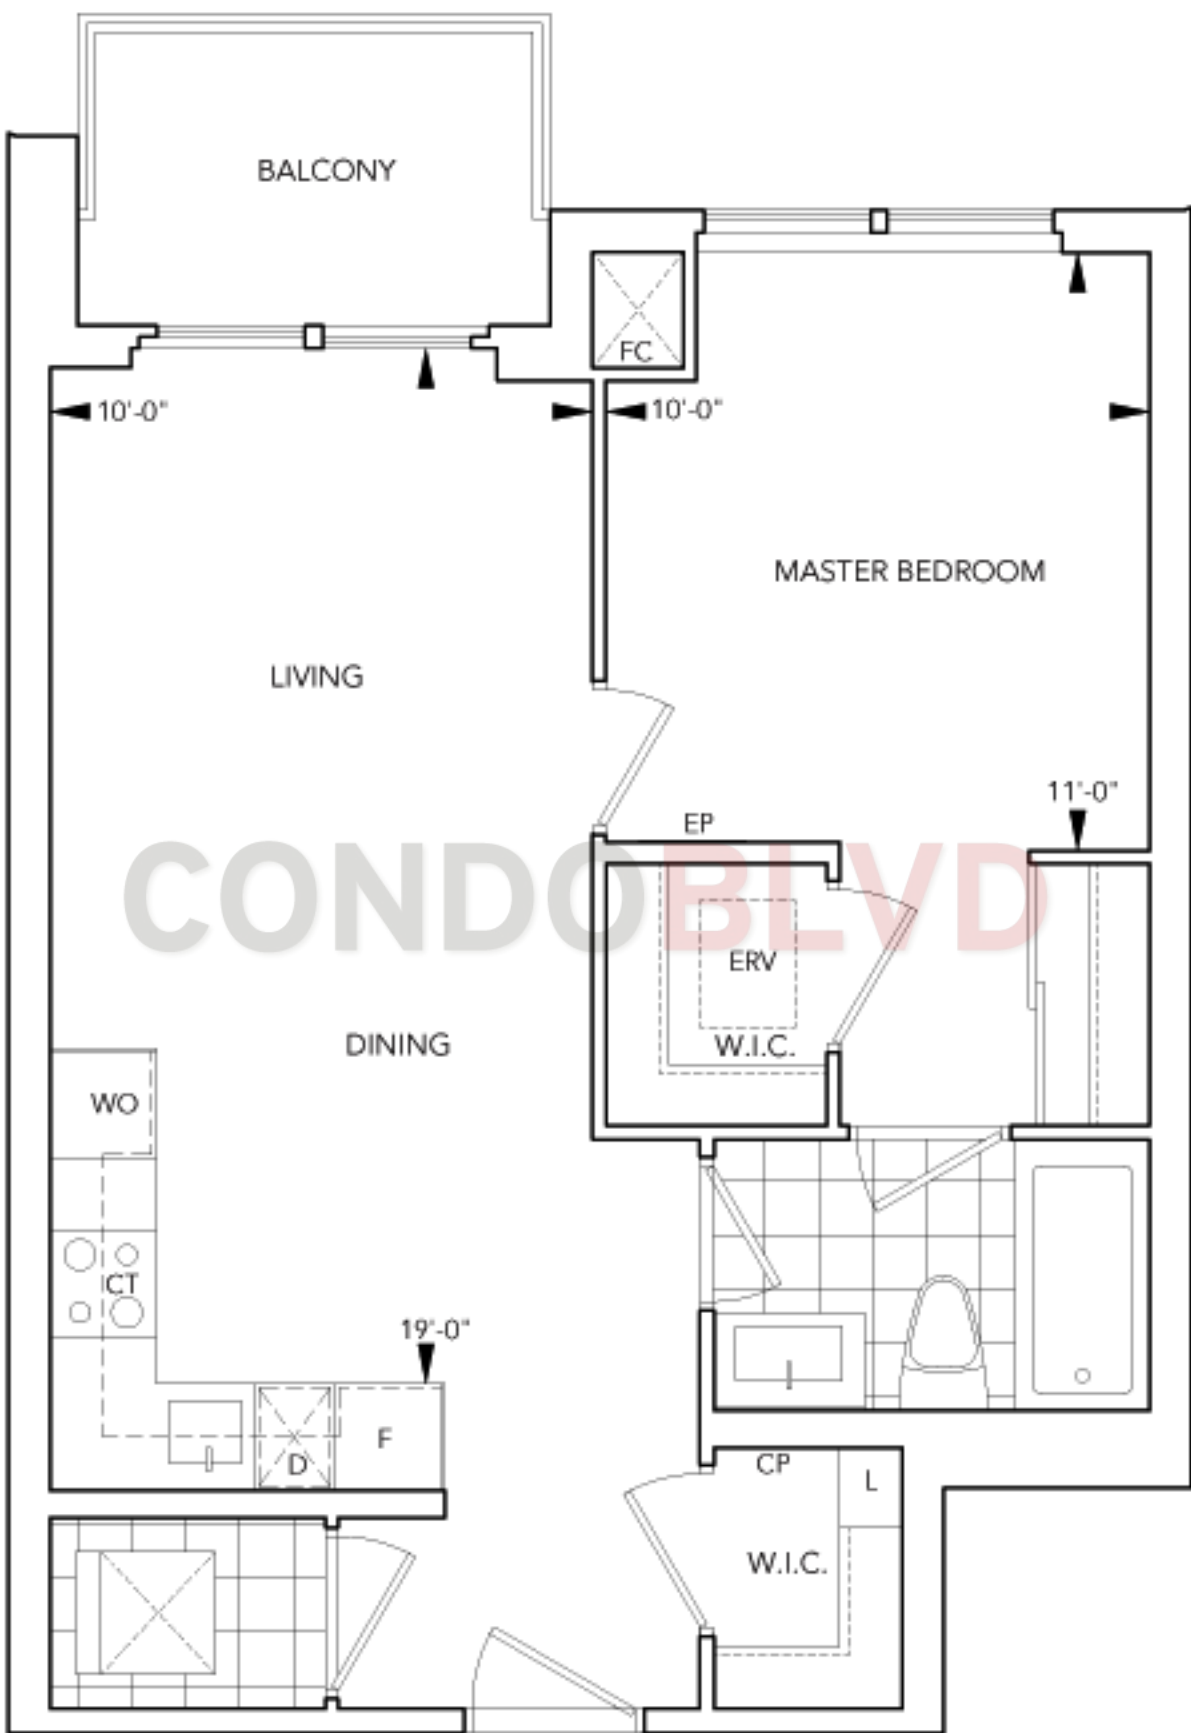 BALCONY
FC
10'-0"
10'-0"
MASTER BEDROOM
LIVING
11'-0"
EP
CONDOBLVD
ERV
W.I.C.
DINING
WO
CT
19'-0"
F
D
CP
L
W.I.C.